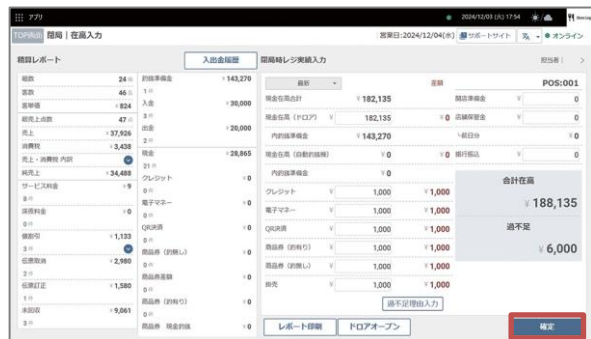 アプリ
2024/12/03 (火) 17:54
TOP画面
閉局 | 在高入力
営業日:2024/12/04(水)
サポートサイト
オンライン
精算レポート
入出金履歴
閉局時レジ実績入力
担当者 |
組数 24
客数 46
客単価 ¥824
総売上点数 47
売上 ¥37,926
消費税 ¥3,438
売上・消費税 内訳
純売上 ¥34,488
サービス料金 ¥9
0 件
深夜料金 ¥0
0 件
値割引 ¥1,133
3 件
伝票取消 ¥2,980
2 件
伝票訂正 ¥1,580
1 件
未回収 ¥9,061
3 件
釣銭準備金 ¥143,270
1 件
入金 ¥30,000
3 件
出金 ¥20,000
2 件
現金 ¥28,865
21 件
クレジット ¥0
0 件
電子マネー ¥0
0 件
QR決済 ¥0
0 件
商品券 (釣無し) ¥0
0 件
商品券差額 ¥0
0 件
商品券 (釣有り) ¥0
0 件
商品券 現金釣銭 ¥0
最新
差額
POS:001
現金在高合計 ¥182,135
現金在高 (ドロア) ¥ 182,135 ¥0
内釣銭準備金 ¥143,270
現金在高 (自動釣銭機) ¥0 ¥0
内釣銭準備金 ¥0
クレジット ¥ 1,000 ¥1,000
電子マネー ¥ 1,000 ¥1,000
QR決済 ¥ 1,000 ¥1,000
商品券 (釣有り) ¥ 1,000 ¥1,000
商品券 (釣無し) ¥ 1,000 ¥1,000
掛売 ¥ 1,000 ¥1,000
過不足理由入力
開店準備金 ¥ 0
店舗保管金 ¥ 0
└前日分 ¥0
銀行振込 ¥ 0
合計在高
¥188,135
過不足
¥6,000
レポート印刷
ドロアオープン
確定